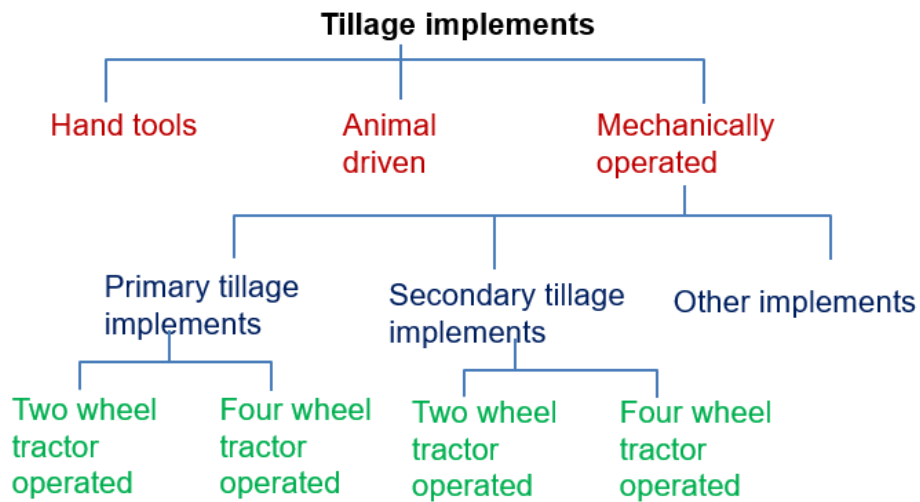 Tillage implements
Hand tools
Animal
driven
Mechanically
operated
Primary tillage
implements
Secondary tillage
implements
Other implements
Two wheel
tractor
operated
Four wheel
tractor
operated
Two wheel
tractor
operated
Four wheel
tractor
operated